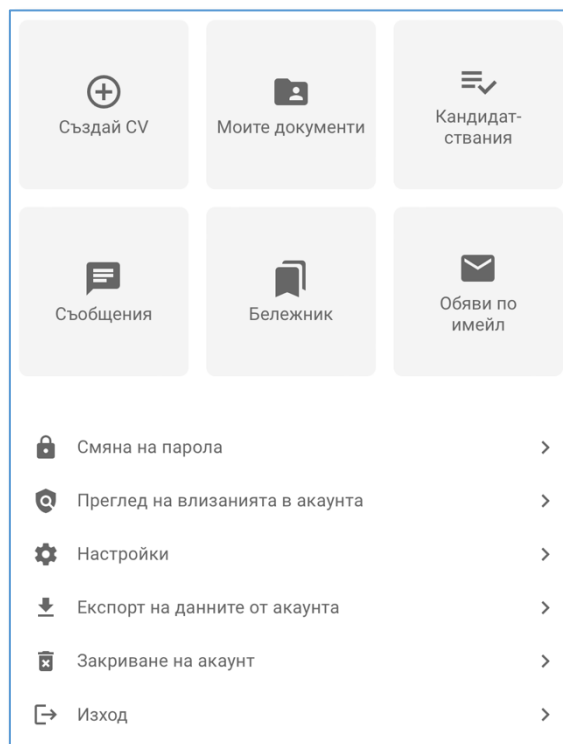 Създай CV
Моите документи
Кандидат-
ствания
Съобщения
Бележник
Обяви по
имейл
Смяна на парола
Преглед на влизанията в акаунта
Настройки
Експорт на данните от акаунта
Закриване на акаунт
Изход